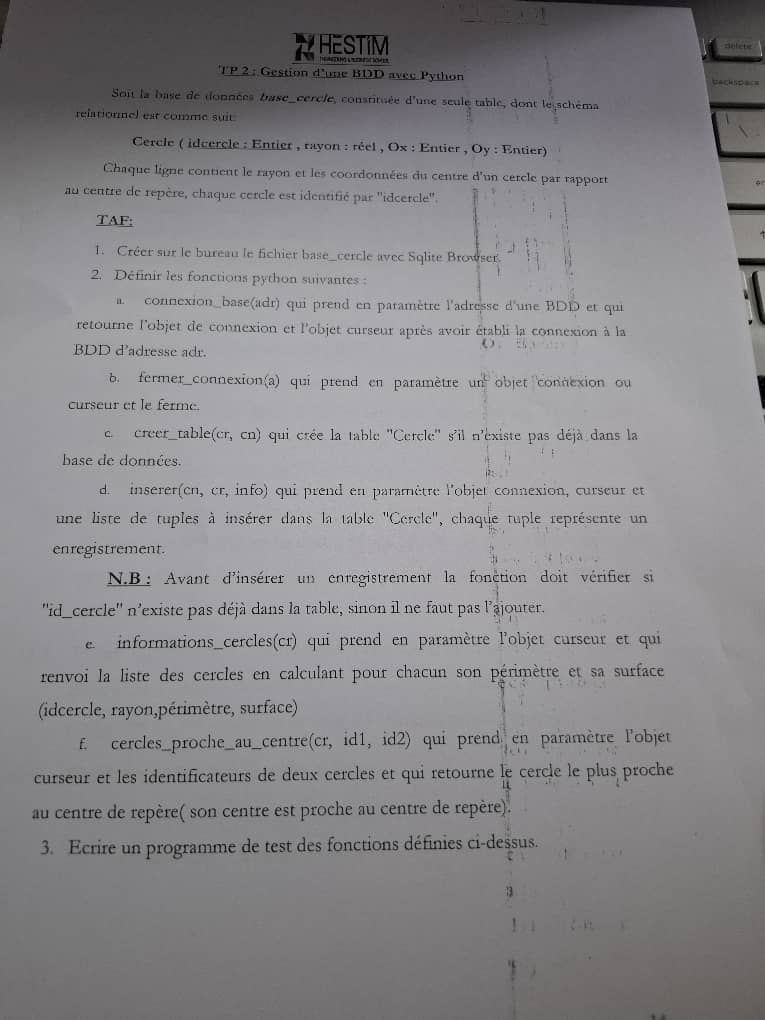 HESTIM
ENGINEERING & BUSINESS SCHOOL
TP 2 : Gestion d'une BDD avec Python
Soit la base de données base_cercle, constituée d'une seule table, dont le schéma
relationnel est comme suit:
Cercle ( idcercle : Entier , rayon : réel , Ox : Entier , Oy : Entier)
Chaque ligne contient le rayon et les coordonnées du centre d'un cercle par rapport
au centre de repère, chaque cercle est identifié par "idcercle".
TAF:
1. Créer sur le bureau le fichier base_cercle avec Sqlite Browser.
2. Définir les fonctions python suivantes :
a. connexion_base(adr) qui prend en paramètre l'adresse d'une BDD et qui
retourne l'objet de connexion et l'objet curseur après avoir établi la connexion à la
BDD d'adresse adr.
b. fermer_connexion(a) qui prend en paramètre un objet connexion ou
curseur et le ferme.
c. creer_table(cr, cn) qui crée la table "Cercle" s'il n'existe pas déjà dans la
base de données.
d. inserer(cn, cr, info) qui prend en paramètre l'objet connexion, curseur et
une liste de tuples à insérer dans la table "Cercle", chaque tuple représente un
enregistrement.
N.B : Avant d'insérer un enregistrement la fonction doit vérifier si
"id_cercle" n'existe pas déjà dans la table, sinon il ne faut pas l'ajouter.
e. informations_cercles(cr) qui prend en paramètre l'objet curseur et qui
renvoi la liste des cercles en calculant pour chacun son périmètre et sa surface
(idcercle, rayon,périmètre, surface)
f. cercles_proche_au_centre(cr, id1, id2) qui prend en paramètre l'objet
curseur et les identificateurs de deux cercles et qui retourne le cercle le plus proche
au centre de repère( son centre est proche au centre de repère).
3. Ecrire un programme de test des fonctions définies ci-dessus.
delete
backspace